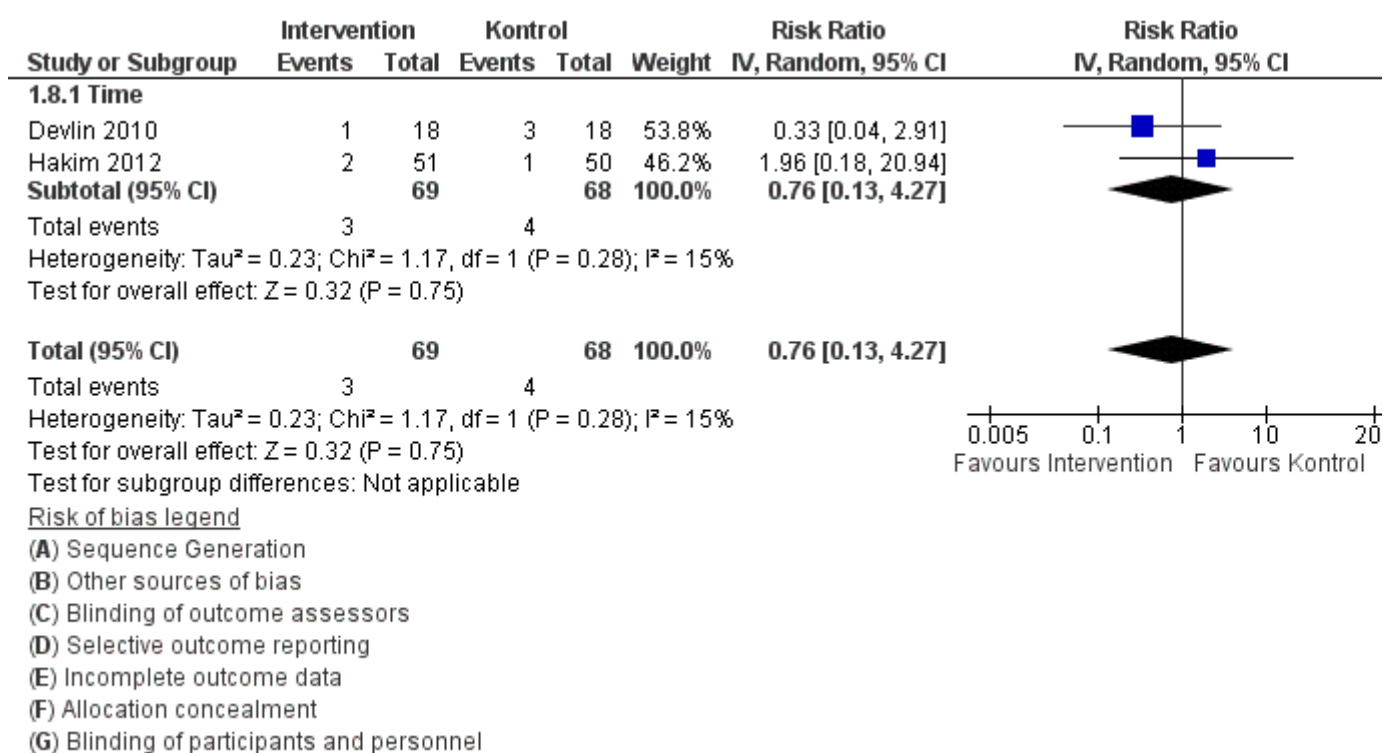 Intervention Kontrol Risk Ratio Risk Ratio
Study or Subgroup Events Total Events Total Weight IV, Random, 95% CI IV, Random, 95% CI
1.8.1 Time
Devlin 2010 1 18 3 18 53.8% 0.33 [0.04, 2.91]
Hakim 2012 2 51 1 50 46.2% 1.96 [0.18, 20.94]
Subtotal (95% CI) 69 68 100.0% 0.76 [0.13, 4.27]
Total events 3 4
Heterogeneity: Tau² = 0.23; Chi² = 1.17, df = 1 (P = 0.28); I² = 15%
Test for overall effect: Z = 0.32 (P = 0.75)
Total (95% CI) 69 68 100.0% 0.76 [0.13, 4.27]
Total events 3 4
Heterogeneity: Tau² = 0.23; Chi² = 1.17, df = 1 (P = 0.28); I² = 15%
Test for overall effect: Z = 0.32 (P = 0.75)
Test for subgroup differences: Not applicable
0.005 0.1 1 10 20
Favours Intervention Favours Kontrol
Risk of bias legend
(A) Sequence Generation
(B) Other sources of bias
(C) Blinding of outcome assessors
(D) Selective outcome reporting
(E) Incomplete outcome data
(F) Allocation concealment
(G) Blinding of participants and personnel